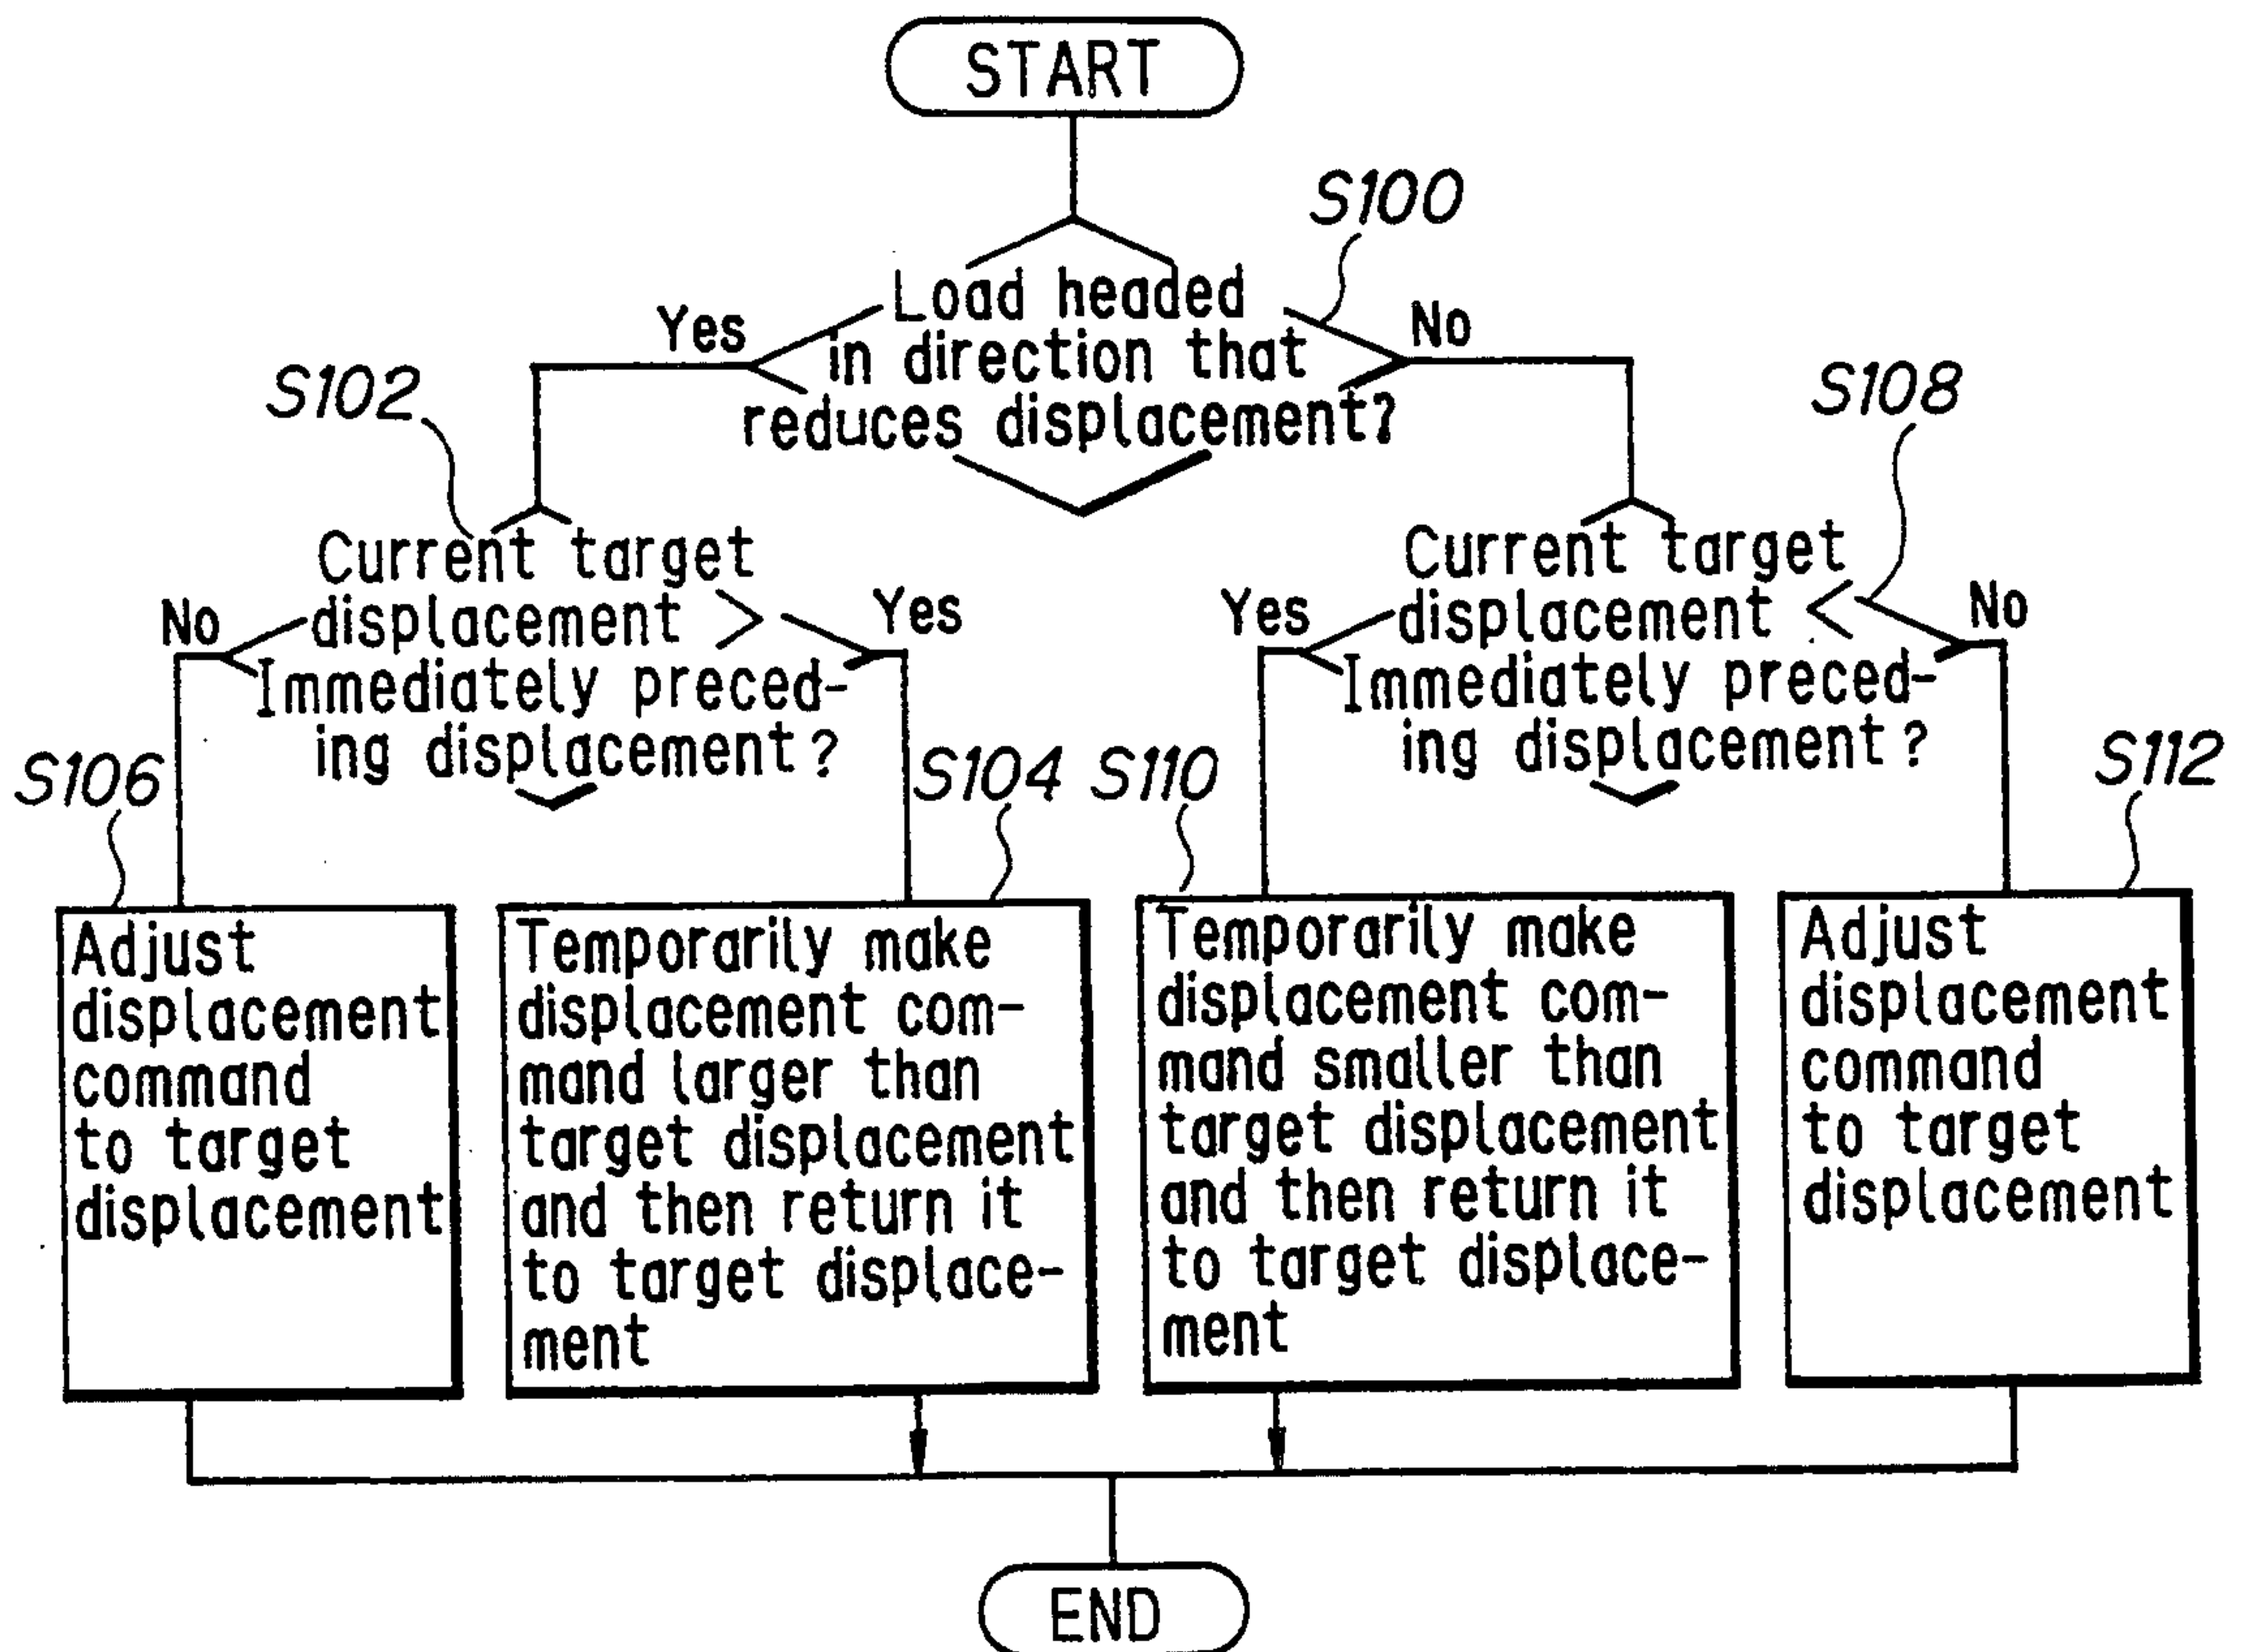 START
S100
Load headed
in direction that
reduces displacement?
Yes
No
S102
Current target
displacement >
Immediately preced-
ing displacement?
No
Yes
S108
Current target
displacement <
Immediately preced-
ing displacement?
Yes
No
S106
Adjust
displacement
command
to target
displacement
S104
Temporarily make
displacement com-
mand larger than
target displacement
and then return it
to target displace-
ment
S110
Temporarily make
displacement com-
mand smaller than
target displacement
and then return it
to target displace-
ment
S112
Adjust
displacement
command
to target
displacement
END